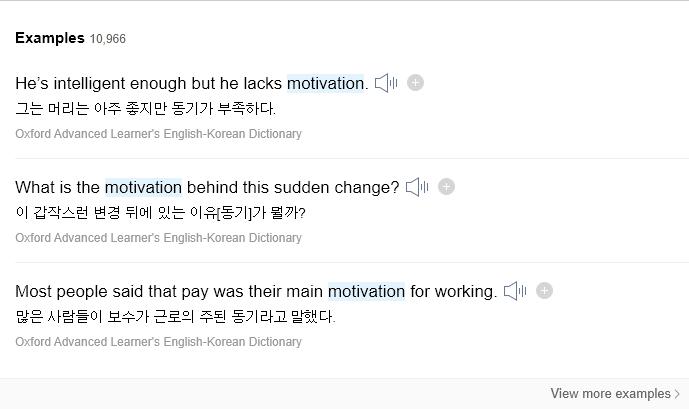 Examples 10,966
He's intelligent enough but he lacks motivation.
그는 머리는 아주 좋지만 동기가 부족하다.
Oxford Advanced Learner's English-Korean Dictionary
What is the motivation behind this sudden change?
이 갑작스런 변경 뒤에 있는 이유[동기]가 뭘까?
Oxford Advanced Learner's English-Korean Dictionary
Most people said that pay was their main motivation for working.
많은 사람들이 보수가 근로의 주된 동기라고 말했다.
Oxford Advanced Learner's English-Korean Dictionary
View more examples